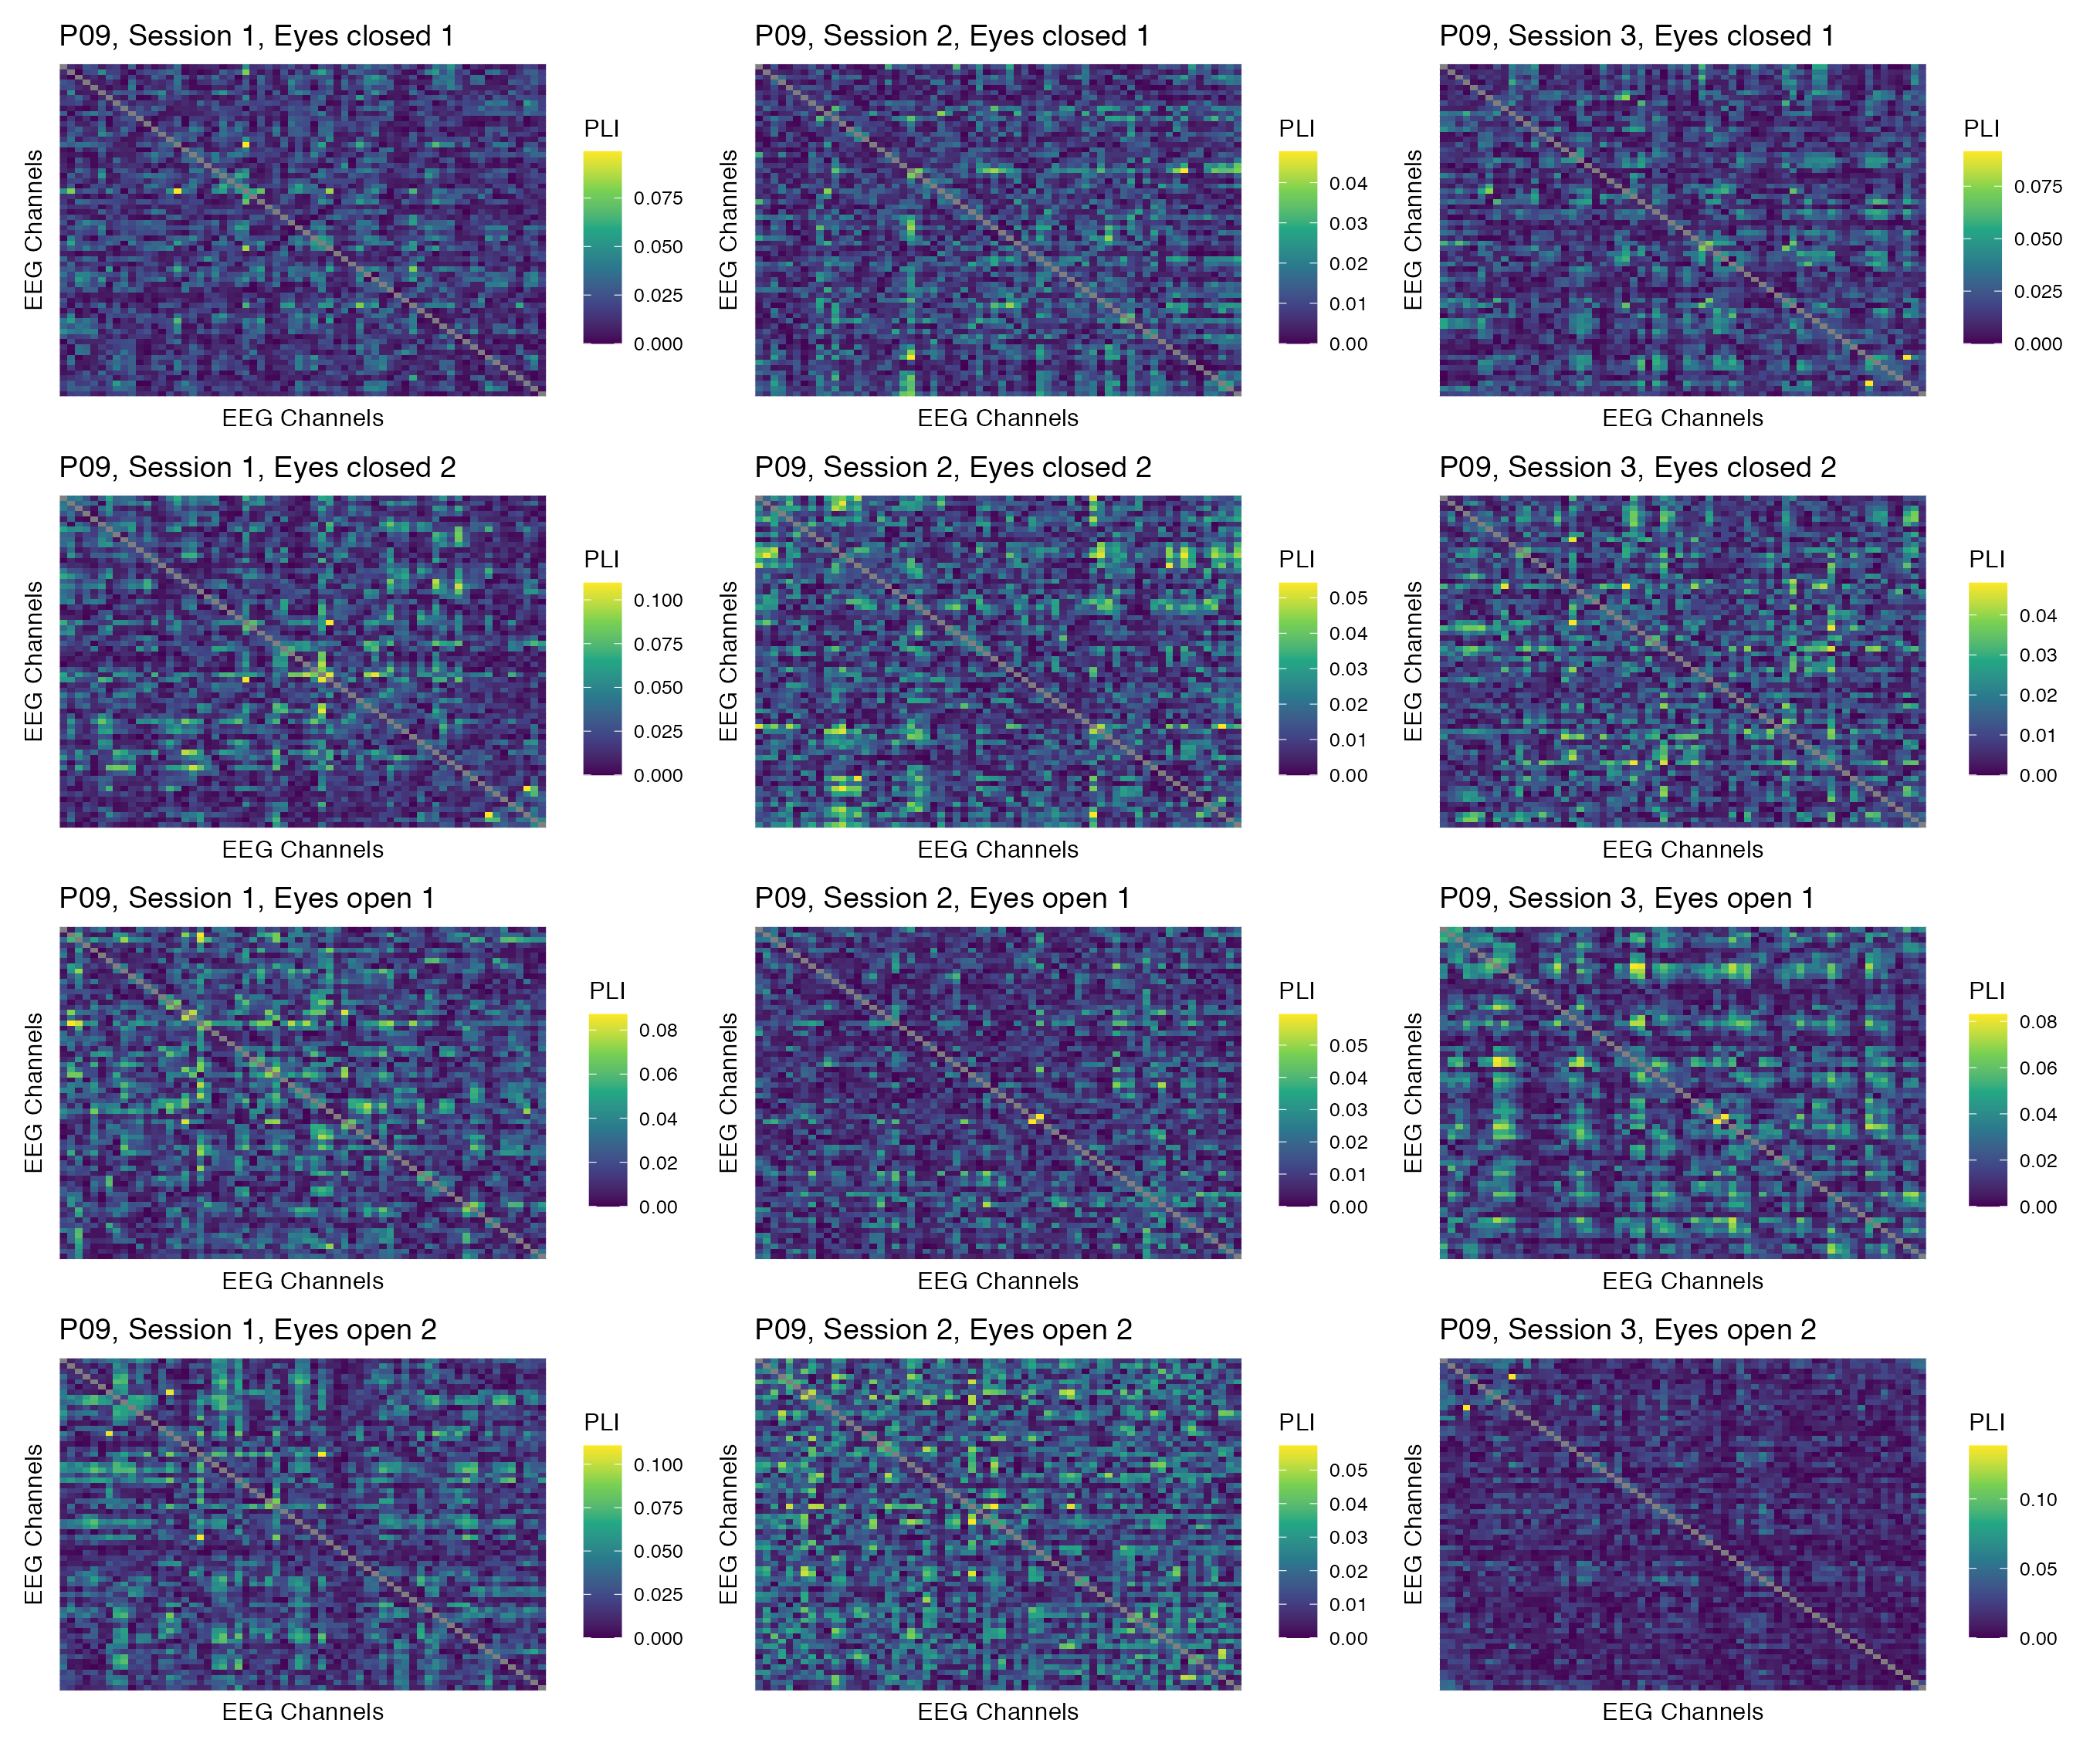 P09, Session 1, Eyes closed 1
EEG Channels
EEG Channels
PLI
0.075
0.050
0.025
0.000
P09, Session 2, Eyes closed 1
EEG Channels
EEG Channels
PLI
0.04
0.03
0.02
0.01
0.00
P09, Session 3, Eyes closed 1
EEG Channels
EEG Channels
PLI
0.075
0.050
0.025
0.000
P09, Session 1, Eyes closed 2
EEG Channels
EEG Channels
PLI
0.100
0.075
0.050
0.025
0.000
P09, Session 2, Eyes closed 2
EEG Channels
EEG Channels
PLI
0.05
0.04
0.03
0.02
0.01
0.00
P09, Session 3, Eyes closed 2
EEG Channels
EEG Channels
PLI
0.04
0.03
0.02
0.01
0.00
P09, Session 1, Eyes open 1
EEG Channels
EEG Channels
PLI
0.08
0.06
0.04
0.02
0.00
P09, Session 2, Eyes open 1
EEG Channels
EEG Channels
PLI
0.05
0.04
0.03
0.02
0.01
0.00
P09, Session 3, Eyes open 1
EEG Channels
EEG Channels
PLI
0.08
0.06
0.04
0.02
0.00
P09, Session 1, Eyes open 2
EEG Channels
EEG Channels
PLI
0.100
0.075
0.050
0.025
0.000
P09, Session 2, Eyes open 2
EEG Channels
EEG Channels
PLI
0.05
0.04
0.03
0.02
0.01
0.00
P09, Session 3, Eyes open 2
EEG Channels
EEG Channels
PLI
0.10
0.05
0.00